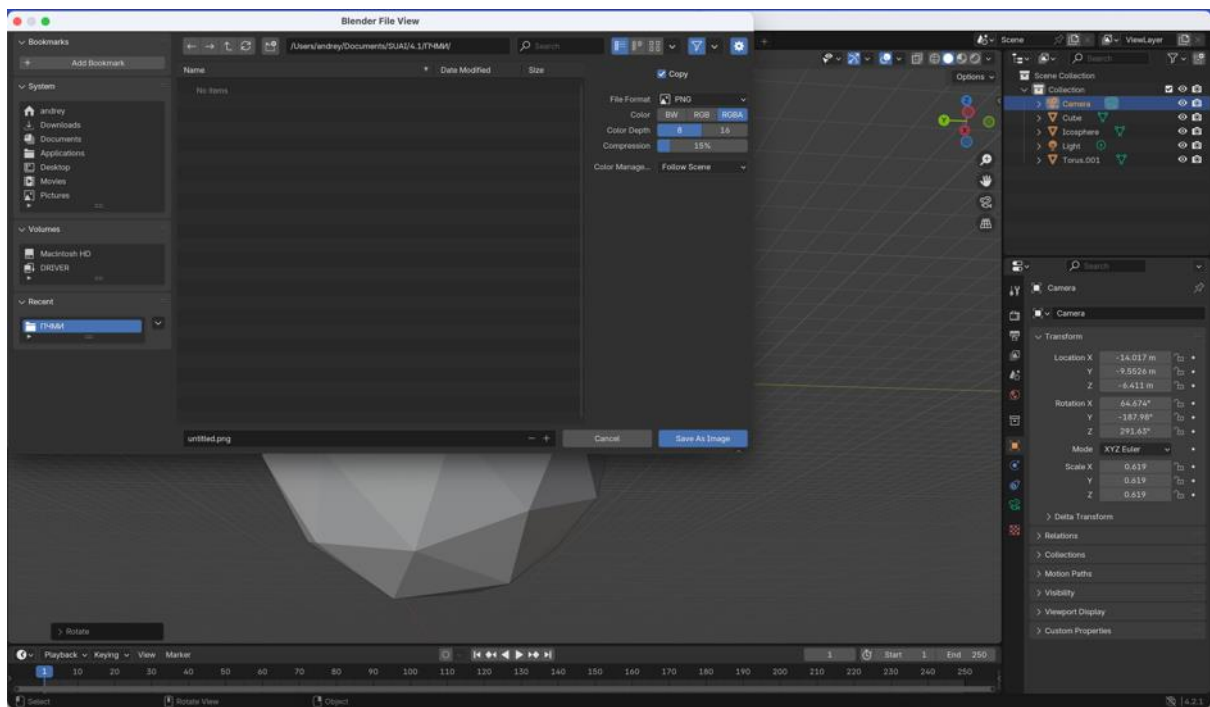 Blender File View
Bookmarks
Add Bookmark
System
andrey
Downloads
Documents
Applications
Desktop
Movies
Pictures
Volumes
Macintosh HD
DRIVER
Recent
ПЧМИ
/Users/andrey/Documents/SUAI/4.1/ПЧМИ/
Search
Name Date Modified Size
No items
Copy
File Format PNG
Color BW RGB RGBA
Color Depth 8 16
Compression 15%
Color Manage... Follow Scene
untitled.png
Cancel Save As Image
Scene ViewLayer
Options
Search
Scene Collection
Collection
Camera
Cube
Icosphere
Light
Torus.001
Search
Camera
Camera
Transform
Location X -14.017 m
Y -9.5526 m
Z -6.411 m
Rotation X 64.674°
Y -187.98°
Z 291.63°
Mode XYZ Euler
Scale X 0.619
Y 0.619
Z 0.619
Delta Transform
Relations
Collections
Motion Paths
Visibility
Viewport Display
Custom Properties
Rotate
Playback Keying View Marker 1 Start 1 End 250
1 10 20 30 40 50 60 70 80 90 100 110 120 130 140 150 160 170 180 190 200 210 220 230 240 250
Select Rotate View Object 4.2.1